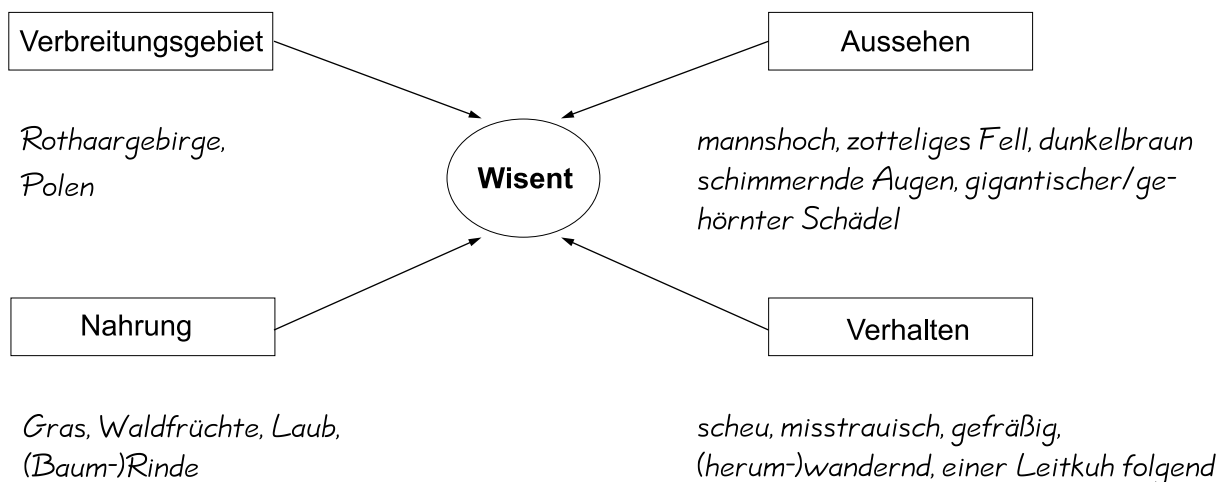 Verbreitungsgebiet
Aussehen
Rothaargebirge,
Polen
Wisent
mannshoch, zotteliges Fell, dunkelbraun
schimmernde Augen, gigantischer/ge-
hörnter Schädel
Nahrung
Verhalten
Gras, Waldfrüchte, Laub,
(Baum-)Rinde
scheu, misstrauisch, gefräßig,
(herum-)wandernd, einer Leitkuh folgend